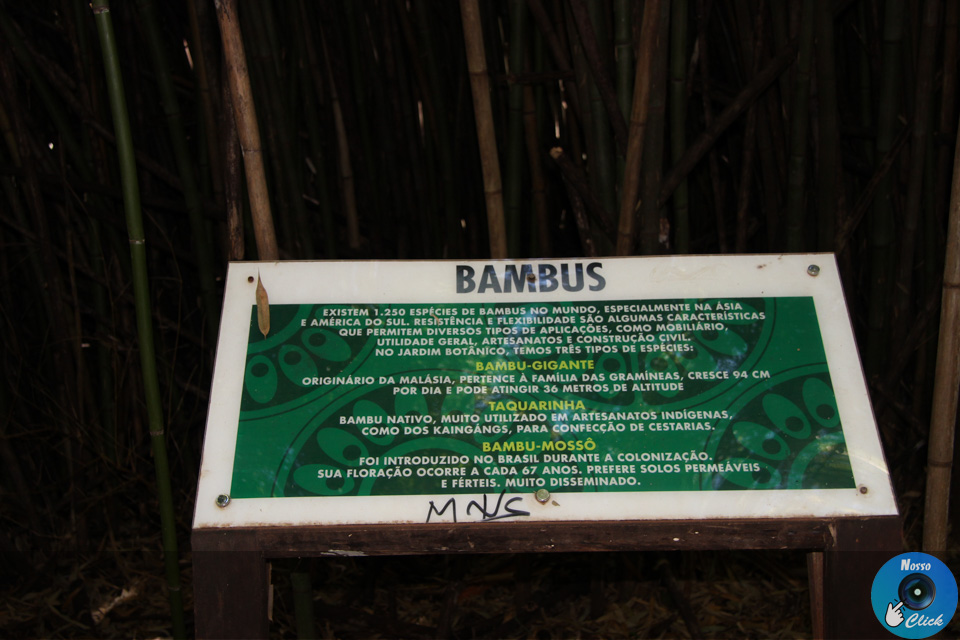 BAMBUS
EXISTEM 1.250 ESPÉCIES DE BAMBUS NO MUNDO, ESPECIALMENTE NA ÁSIA
E AMÉRICA DO SUL. RESISTÊNCIA E FLEXIBILIDADE SÃO ALGUMAS CARACTERÍSTICAS
QUE PERMITEM DIVERSOS TIPOS DE APLICAÇÕES, COMO MOBILIÁRIO,
UTILIDADE GERAL, ARTESANATOS E CONSTRUÇÃO CIVIL.
NO JARDIM BOTÂNICO, TEMOS TRÊS TIPOS DE ESPÉCIES:
BAMBU-GIGANTE
ORIGINÁRIO DA MALÁSIA, PERTENCE À FAMÍLIA DAS GRAMÍNEAS, CRESCE 94 CM
POR DIA E PODE ATINGIR 36 METROS DE ALTITUDE
TAQUARINHA
BAMBU NATIVO, MUITO UTILIZADO EM ARTESANATOS INDÍGENAS,
COMO DOS KAINGÂNGS, PARA CONFECÇÃO DE CESTARIAS.
BAMBU-MOSSÔ
FOI INTRODUZIDO NO BRASIL DURANTE A COLONIZAÇÃO.
SUA FLORAÇÃO OCORRE A CADA 67 ANOS. PREFERE SOLOS PERMEÁVEIS
E FÉRTEIS. MUITO DISSEMINADO.
Nosso
Click